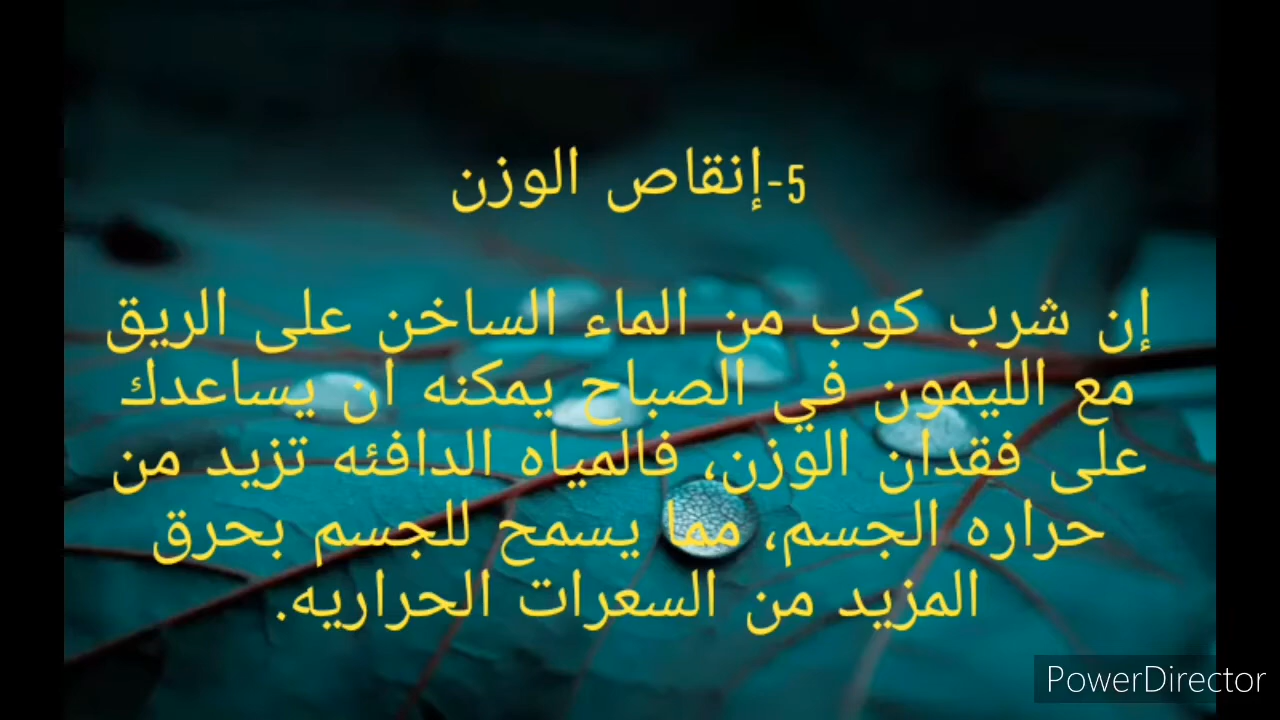 5-إنقاص الوزن
إن شرب كوب من الماء الساخن على الريق
مع الليمون في الصباح يمكنه ان يساعدك
على فقدان الوزن، فالمياه الدافئه تزيد من
حراره الجسم، مما يسمح للجسم بحرق
المزيد من السعرات الحراريه.
PowerDirector